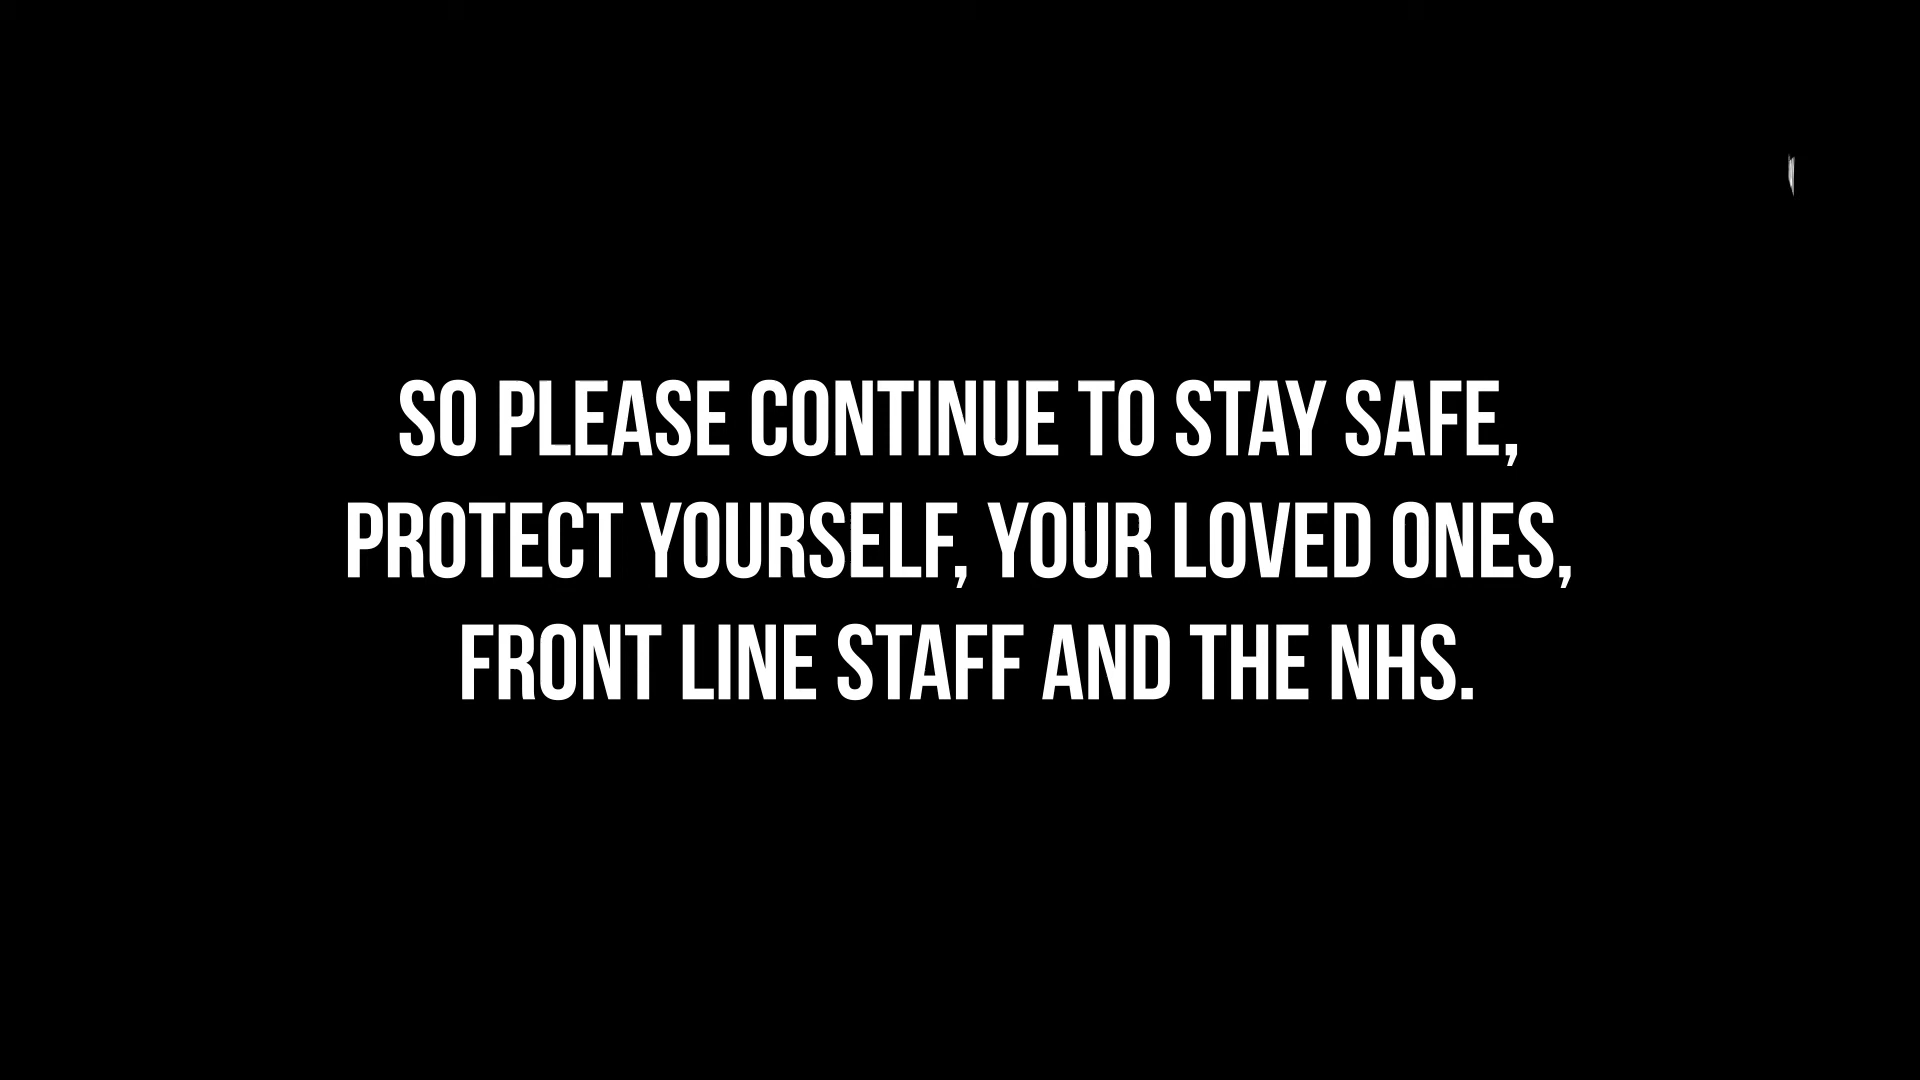 SO PLEASE CONTINUE TO STAY SAFE,
PROTECT YOURSELF, YOUR LOVED ONES,
FRONT LINE STAFF AND THE NHS.